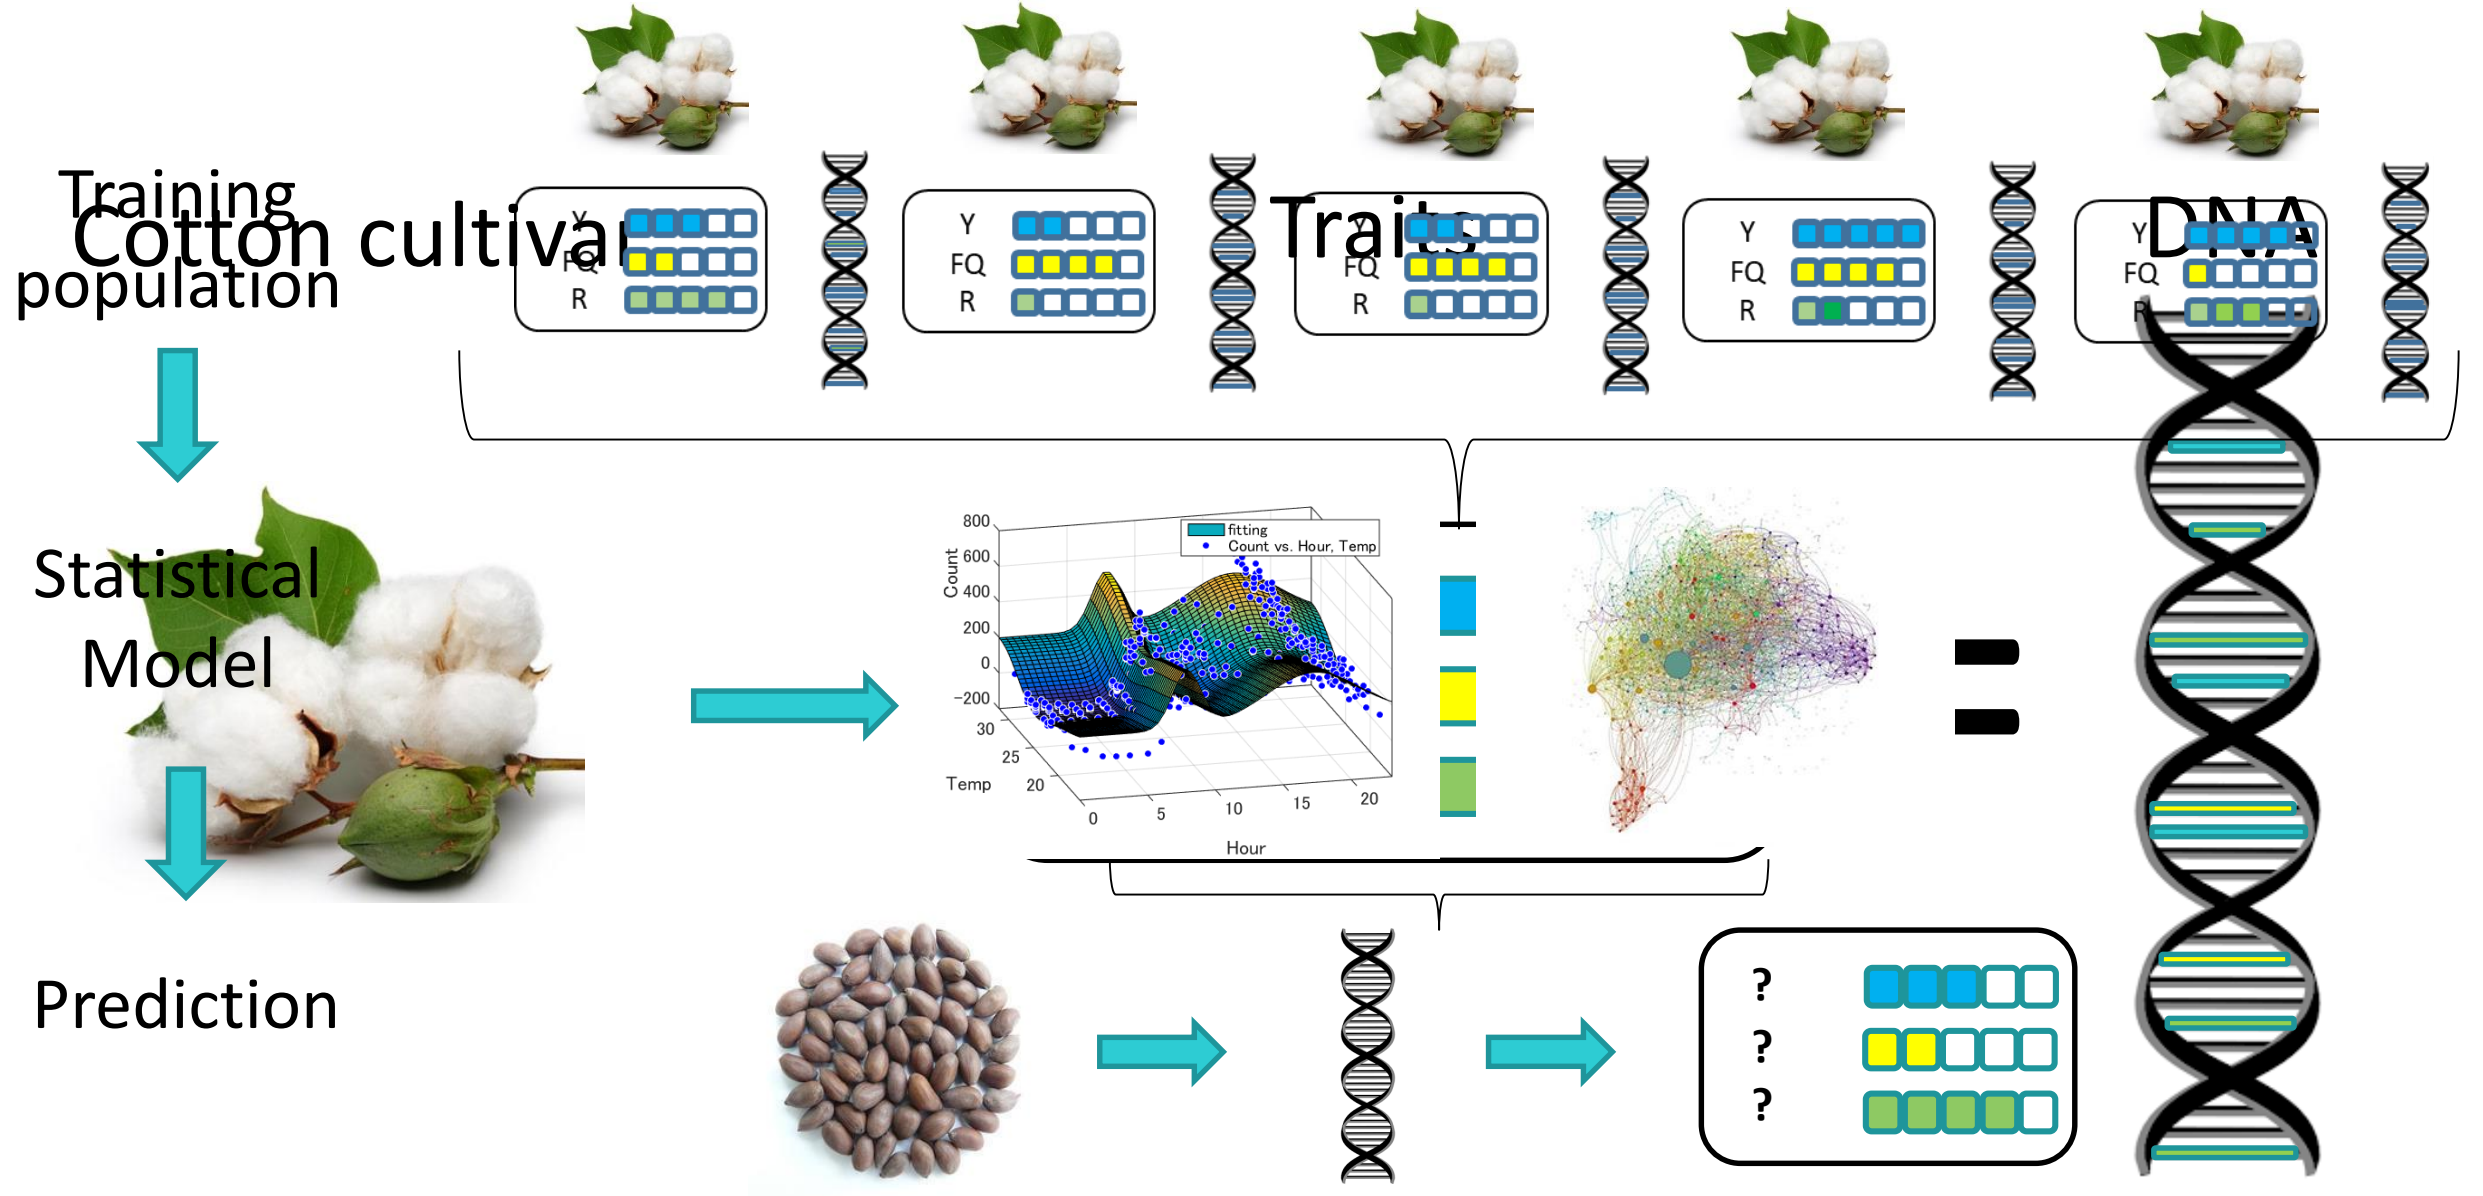 Training
population
Cotton cultivar
Traits
DNA
Y
FQ
R
Y
FQ
R
Y
FQ
R
Y
FQ
R
Y
FQ
R
Statistical
Model
800
600
400
200
0
-200
Count
fitting
Count vs. Hour, Temp
30
25
20
Temp
0
5
10
15
20
Hour
Prediction
?
?
?